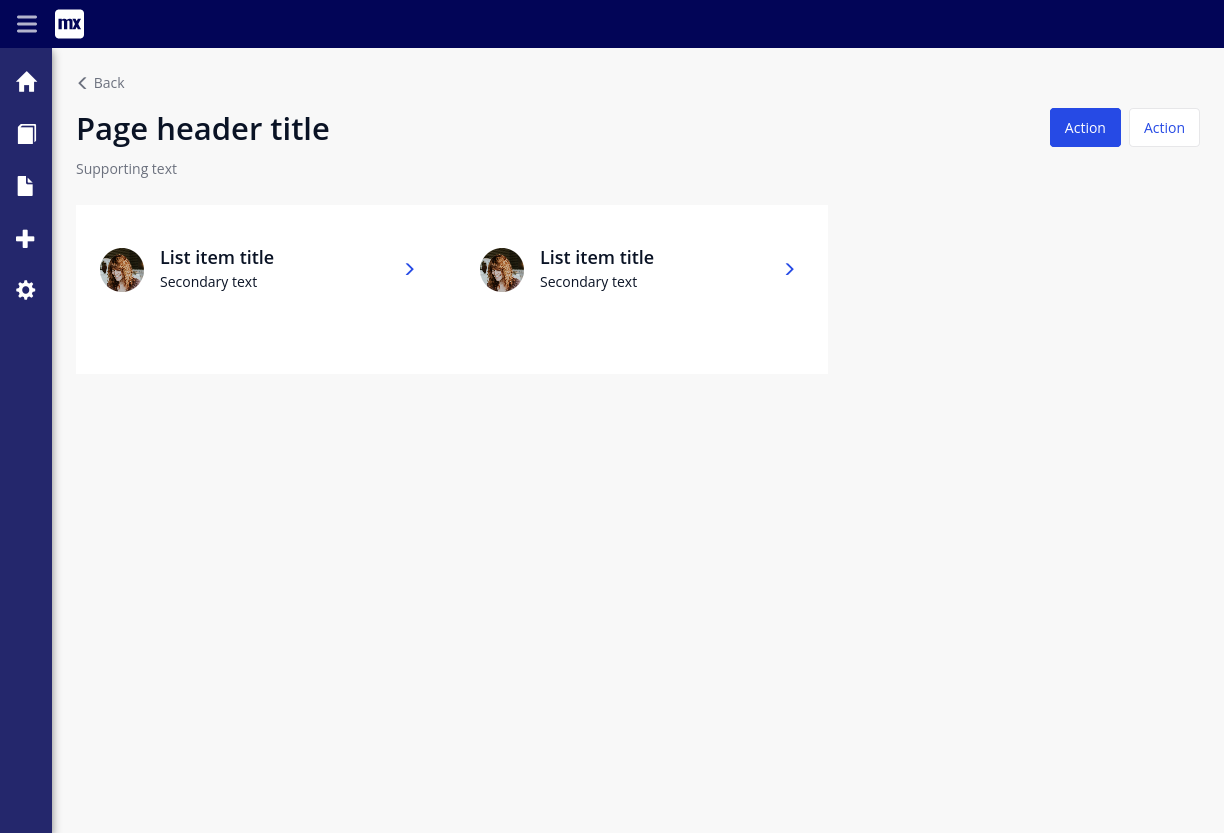 mx
Back
Page header title
Action
Action
Supporting text
List item title
Secondary text
List item title
Secondary text